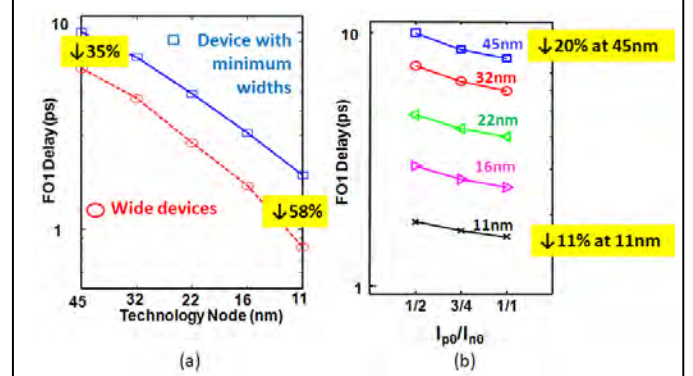 10
↓35%
Device with
minimum
widths
FO1 Delay (ps)
Wide devices
↓58%
1
45
32
22
16
11
Technology Node (nm)
(a)
10
45nm
↓20% at 45nm
32nm
22nm
FO1 Delay (ps)
16nm
11nm
↓11% at 11nm
1
1/2
3/4
1/1
Ip0/In0
(b)